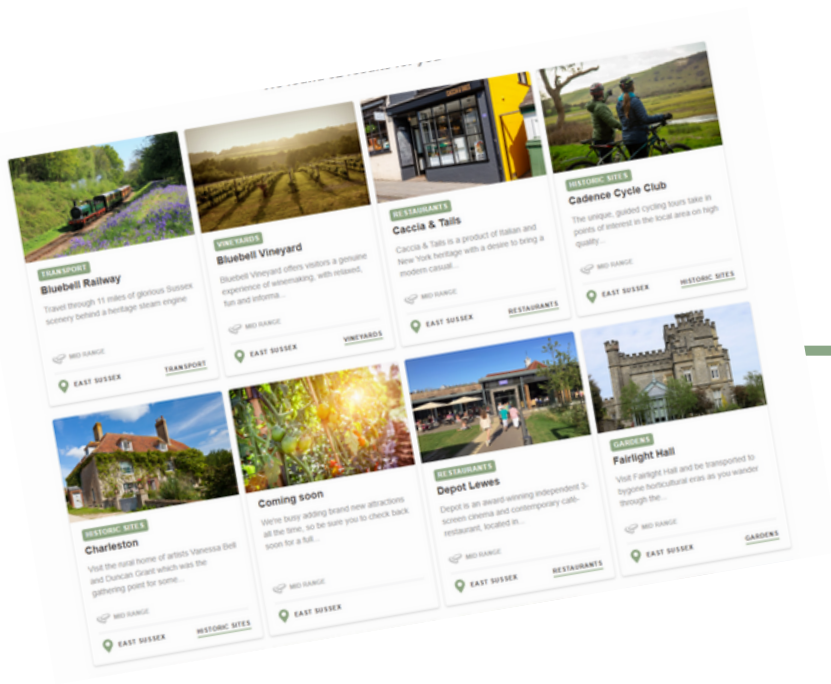 TRANSPORT
Bluebell Railway
Travel through 11 miles of glorious Sussex
scenery behind a heritage steam engine
MID RANGE
EAST SUSSEX
TRANSPORT
VINEYARDS
Bluebell Vineyard
Bluebell Vineyard offers visitors a genuine
experience of winemaking, with relaxed,
fun and informa...
MID RANGE
EAST SUSSEX
VINEYARDS
RESTAURANTS
Caccia & Tails
Caccia & Tails is a product of Italian and
New York heritage with a desire to bring a
modern casual...
MID RANGE
EAST SUSSEX
RESTAURANTS
HISTORIC SITES
Cadence Cycle Club
The unique, guided cycling tours take in
points of interest in the local area on high
quality...
MID RANGE
EAST SUSSEX
HISTORIC SITES
HISTORIC SITES
Charleston
Visit the rural home of artists Vanessa Bell
and Duncan Grant which was the
gathering point for some...
MID RANGE
EAST SUSSEX
HISTORIC SITES
Coming soon
We're busy adding brand new attractions
all the time, so be sure you to check back
soon for a full...
MID RANGE
EAST SUSSEX
RESTAURANTS
Depot Lewes
Depot is an award-winning independent 3-
screen cinema and contemporary café-
restaurant, located in...
MID RANGE
EAST SUSSEX
RESTAURANTS
GARDENS
Fairlight Hall
Visit Fairlight Hall and be transported to
bygone horticultural eras as you wander
through the...
MID RANGE
EAST SUSSEX
GARDENS